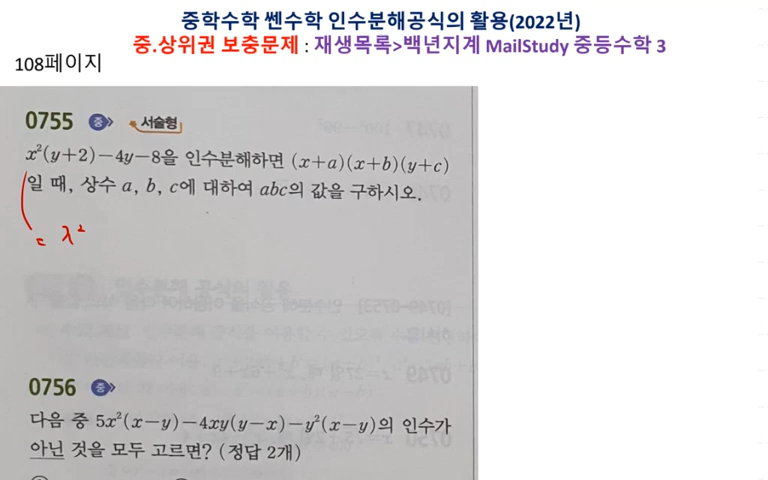 중학수학 쎈수학 인수분해공식의 활용(2022년)
중.상위권 보충문제 : 재생목록>백년지계 MailStudy 중등수학 3
108페이지
0755 중 서술형
x²(y+2)-4y-8을 인수분해하면 (x+a)(x+b)(y+c)
일 때, 상수 a, b, c에 대하여 abc의 값을 구하시오.
= x²
0756 중
다음 중 5x²(x-y)-4xy(y-x)-y²(x-y)의 인수가
아닌 것을 모두 고르면? (정답 2개)